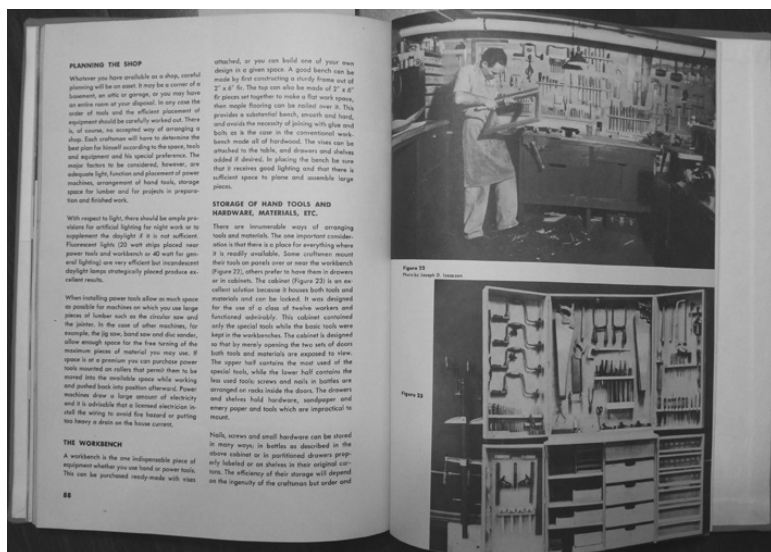 PLANNING THE SHOP
Whatever you have available as a shop, careful
planning will be an asset. It may be a corner of a
basement, an attic or garage, or you may have
an entire room at your disposal. In any case the
order of tools and the efficient placement of
equipment should be carefully worked out. There
is, of course, no accepted way of arranging a
shop. Each craftsman will have to determine the
best plan for himself according to the space, tools
and equipment and his special preference. The
major factors to be considered, however, are
adequate light, function and placement of power
machines, arrangement of hand tools, storage
space for lumber and for projects in prepara-
tion and finished work.
With respect to light, there should be ample pro-
visions for artificial lighting for night work or to
supplement the daylight if it is not sufficient.
Fluorescent lights (20 watt strips placed near
power tools and workbench or 40 watt for gen-
eral lighting) are very efficient but incandescent
daylight lamps strategically placed produce ex-
cellent results.
When installing power tools allow as much space
as possible for machines on which you use large
pieces of lumber such as the circular saw and
the jointer. In the case of other machines, for
example, the jig saw, band saw and disc sander,
allow enough space for the free turning of the
maximum pieces of material you may use. If
space is at a premium you can purchase power
tools mounted on rollers that permit them to be
moved into the available space while working
and pushed back into position afterward. Power
machines draw a large amount of electricity
and it is advisable that a licensed electrician in-
stall the wiring to avoid fire hazard or putting
too heavy a drain on the house current.
THE WORKBENCH
A workbench is the one indispensable piece of
equipment whether you use hand or power tools.
This can be purchased ready-made with vises
88
attached, or you can build one of your own
design in a given space. A good bench can be
made by first constructing a sturdy frame out of
2" x 6" fir. The top can also be made of 2" x 6"
fir pieces set together to make a flat work space,
then maple flooring can be nailed over it. This
provides a substantial bench, smooth and hard,
and avoids the necessity of joining with glue and
bolts as is the case in the conventional work-
bench made all of hardwood. The vises can be
attached to the table, and drawers and shelves
added if desired. In placing the bench be sure
that it receives good lighting and that there is
sufficient space to plane and assemble large
pieces.
STORAGE OF HAND TOOLS AND
HARDWARE, MATERIALS, ETC.
There are innumerable ways of arranging
tools and materials. The one important consider-
ation is that there is a place for everything where
it is readily available. Some craftsmen mount
their tools on panels over or near the workbench
(Figure 22), others prefer to have them in drawers
or in cabinets. The cabinet (Figure 23) is an ex-
cellent solution because it houses both tools and
materials and can be locked. It was designed
for the use of a class of twelve workers and
functioned admirably. This cabinet contained
only the special tools while the basic tools were
kept in the workbenches. The cabinet is designed
so that by merely opening the two sets of doors
both tools and materials are exposed to view.
The upper half contains the most used of the
special tools, while the lower half contains the
less used tools; screws and nails in bottles are
arranged on racks inside the doors. The drawers
and shelves hold hardware, sandpaper and
emery paper and tools which are impractical to
mount.
Nails, screws and small hardware can be stored
in many ways; in bottles as described in the
above cabinet or in partitioned drawers prop-
erly labeled or on shelves in their original car-
tons. The efficiency of their storage will depend
on the ingenuity of the craftsman but order and
Figure 22
Photo by Joseph D. Isaacson
Figure 23